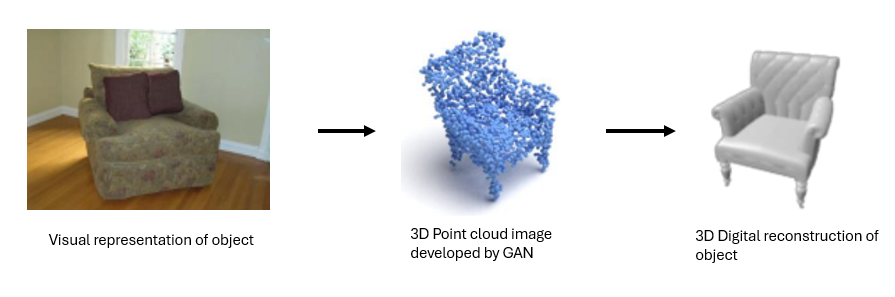 Visual representation of object
3D Point cloud image
developed by GAN
3D Digital reconstruction of
object